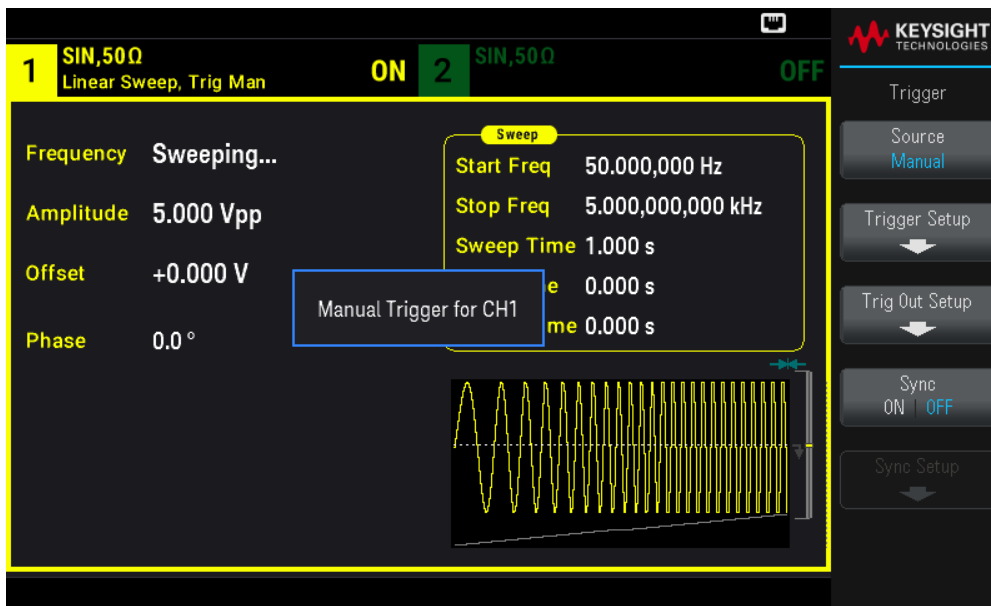 KEYSIGHT
TECHNOLOGIES
1 SIN,50Ω
Linear Sweep, Trig Man ON
2 SIN,50Ω OFF
Frequency Sweeping...
Amplitude 5.000 Vpp
Offset +0.000 V
Phase 0.0 °
Sweep
Start Freq 50.000,000 Hz
Stop Freq 5.000,000,000 kHz
Sweep Time 1.000 s
e 0.000 s
me 0.000 s
Manual Trigger for CH1
Trigger
Source
Manual
Trigger Setup
Trig Out Setup
Sync
ON | OFF
Sync Setup